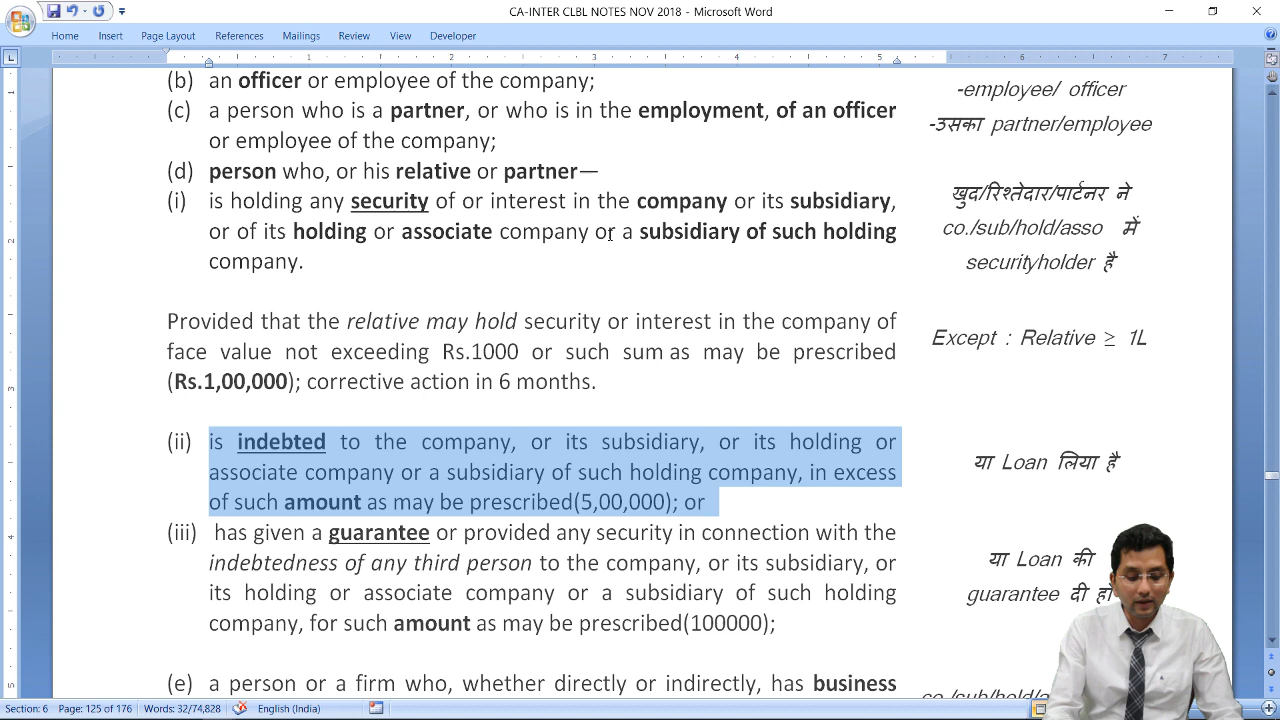 CA-INTER CLBL NOTES NOV 2018 - Microsoft Word
Home Insert Page Layout References Mailings Review View Developer
(b) an officer or employee of the company;
-employee/ officer
(c) a person who is a partner, or who is in the employment, of an officer
-उसका partner/employee
or employee of the company;
(d) person who, or his relative or partner—
(i) is holding any security of or interest in the company or its subsidiary,
खुद/रिश्तेदार/पार्टनर ने
or of its holding or associate company or a subsidiary of such holding
co./sub/hold/asso में
company.
securityholder है
Provided that the relative may hold security or interest in the company of
Except : Relative ≥ 1L
face value not exceeding Rs.1000 or such sum as may be prescribed
(Rs.1,00,000); corrective action in 6 months.
(ii) is indebted to the company, or its subsidiary, or its holding or
या Loan लिया है
associate company or a subsidiary of such holding company, in excess
of such amount as may be prescribed(5,00,000); or
(iii) has given a guarantee or provided any security in connection with the
या Loan की
indebtedness of any third person to the company, or its subsidiary, or
guarantee दी हो
its holding or associate company or a subsidiary of such holding
company, for such amount as may be prescribed(100000);
(e) a person or a firm who, whether directly or indirectly, has business
Section: 6 Page: 125 of 176 Words: 32/74,828 English (India)